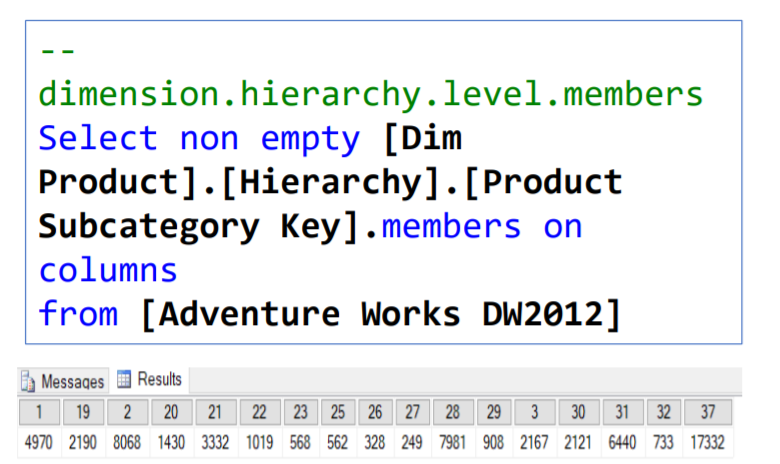 --
dimension.hierarchy.level.members
Select non empty [Dim
Product].[Hierarchy].[Product
Subcategory Key].members on
columns
from [Adventure Works DW2012]
Messages Results
1 19 2 20 21 22 23 25 26 27 28 29 3 30 31 32 37
4970 2190 8068 1430 3332 1019 568 562 328 249 7981 908 2167 2121 6440 733 17332